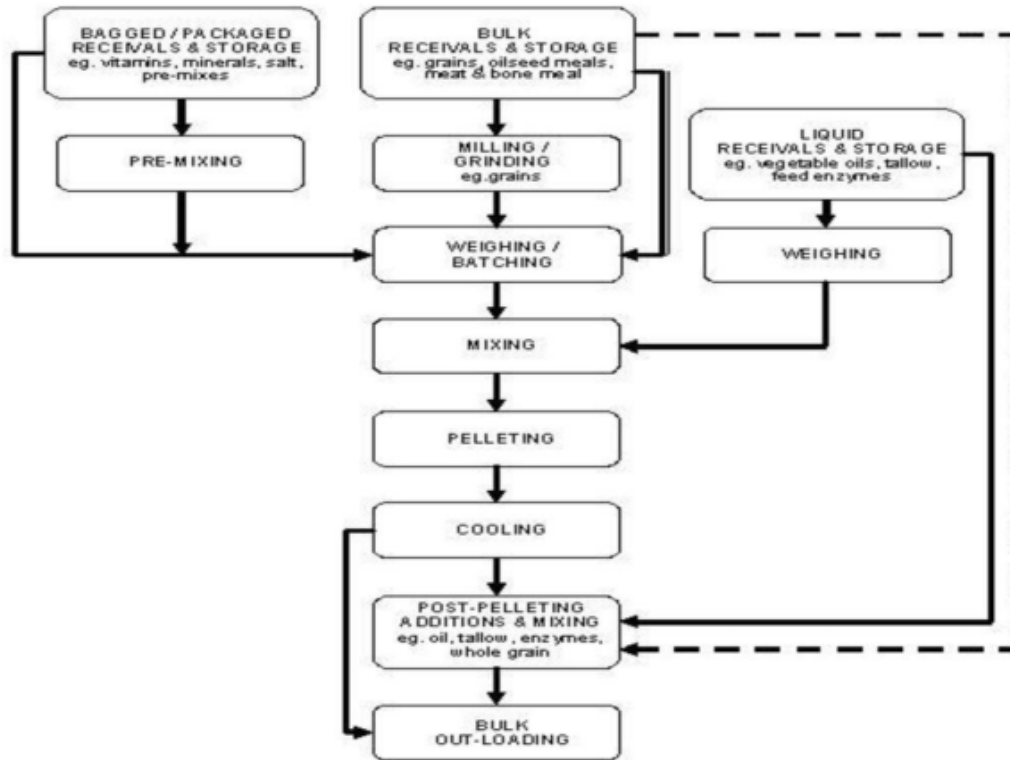 BAGGED / PACKAGED
RECEIVALS & STORAGE
eg. vitamins, minerals, salt,
pre-mixes
BULK
RECEIVALS & STORAGE
eg. grains, oilseed meals,
meat & bone meal
LIQUID
RECEIVALS & STORAGE
eg. vegetable oils, tallow,
feed enzymes
PRE-MIXING
MILLING /
GRINDING
eg.grains
WEIGHING /
BATCHING
WEIGHING
MIXING
PELLETING
COOLING
POST-PELLETING
ADDITIONS & MIXING
eg. oil, tallow, enzymes,
whole grain
BULK
OUT-LOADING